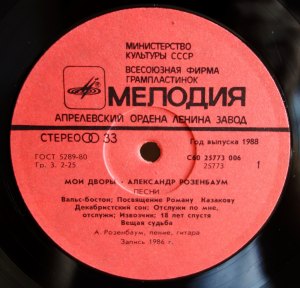 МИНИСТЕРСТВО
КУЛЬТУРЫ СССР
ВСЕСОЮЗНАЯ ФИРМА
ГРАМПЛАСТИНОК
МЕЛОДИЯ
АПРЕЛЕВСКИЙ ОРДЕНА ЛЕНИНА ЗАВОД
СТЕРЕО 33
Год выпуска 1988
ГОСТ 5289-80
С60 25773 006
Гр. 3. 2-25
25773
1
МОИ ДВОРЫ - АЛЕКСАНДР РОЗЕНБАУМ
ПЕСНИ
Вальс-бостон; Посвящение Роману Казакову
Декабристский сон; Отслужи по мне,
отслужи; Извозчик; 18 лет спустя
Вещая судьба
А. Розенбаум, пение, гитара
Запись 1986 г.